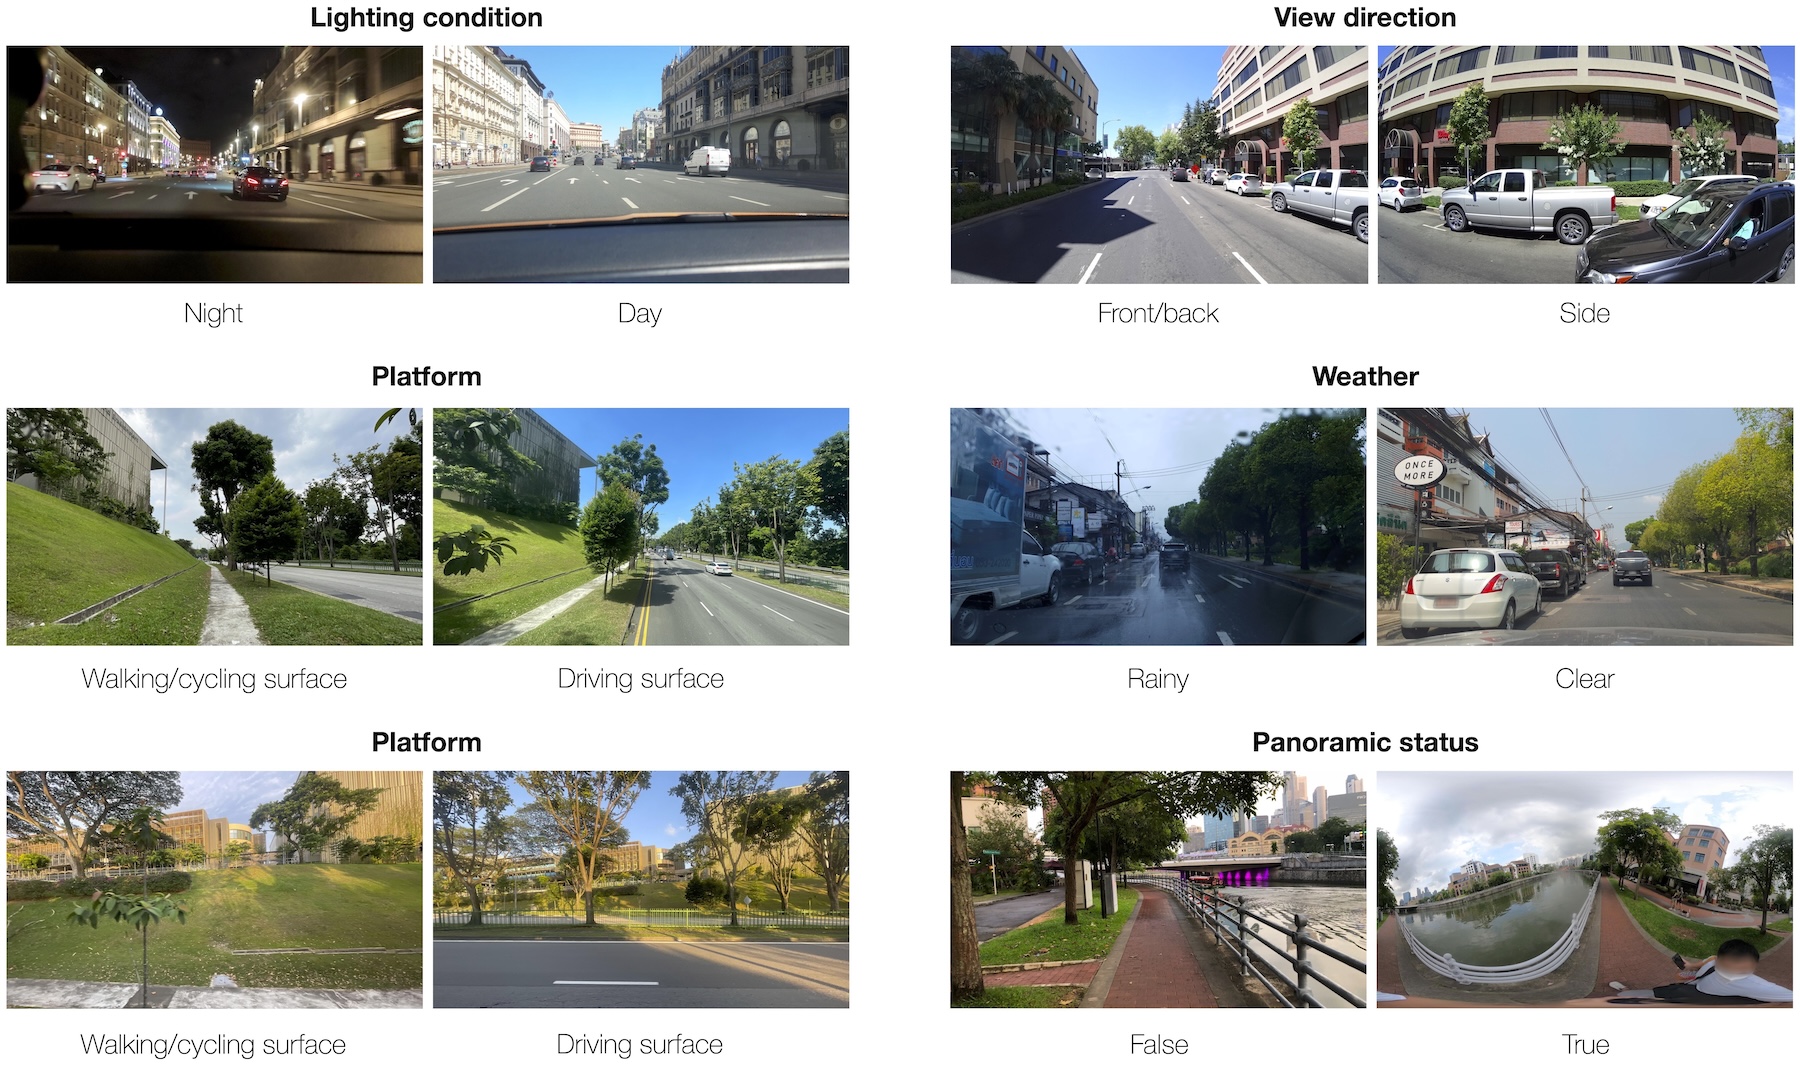 Lighting condition
View direction
Night
Day
Front/back
Side
Platform
Weather
ONCE
MORE
Walking/cycling surface
Driving surface
Rainy
Clear
Platform
Panoramic status
Walking/cycling surface
Driving surface
False
True